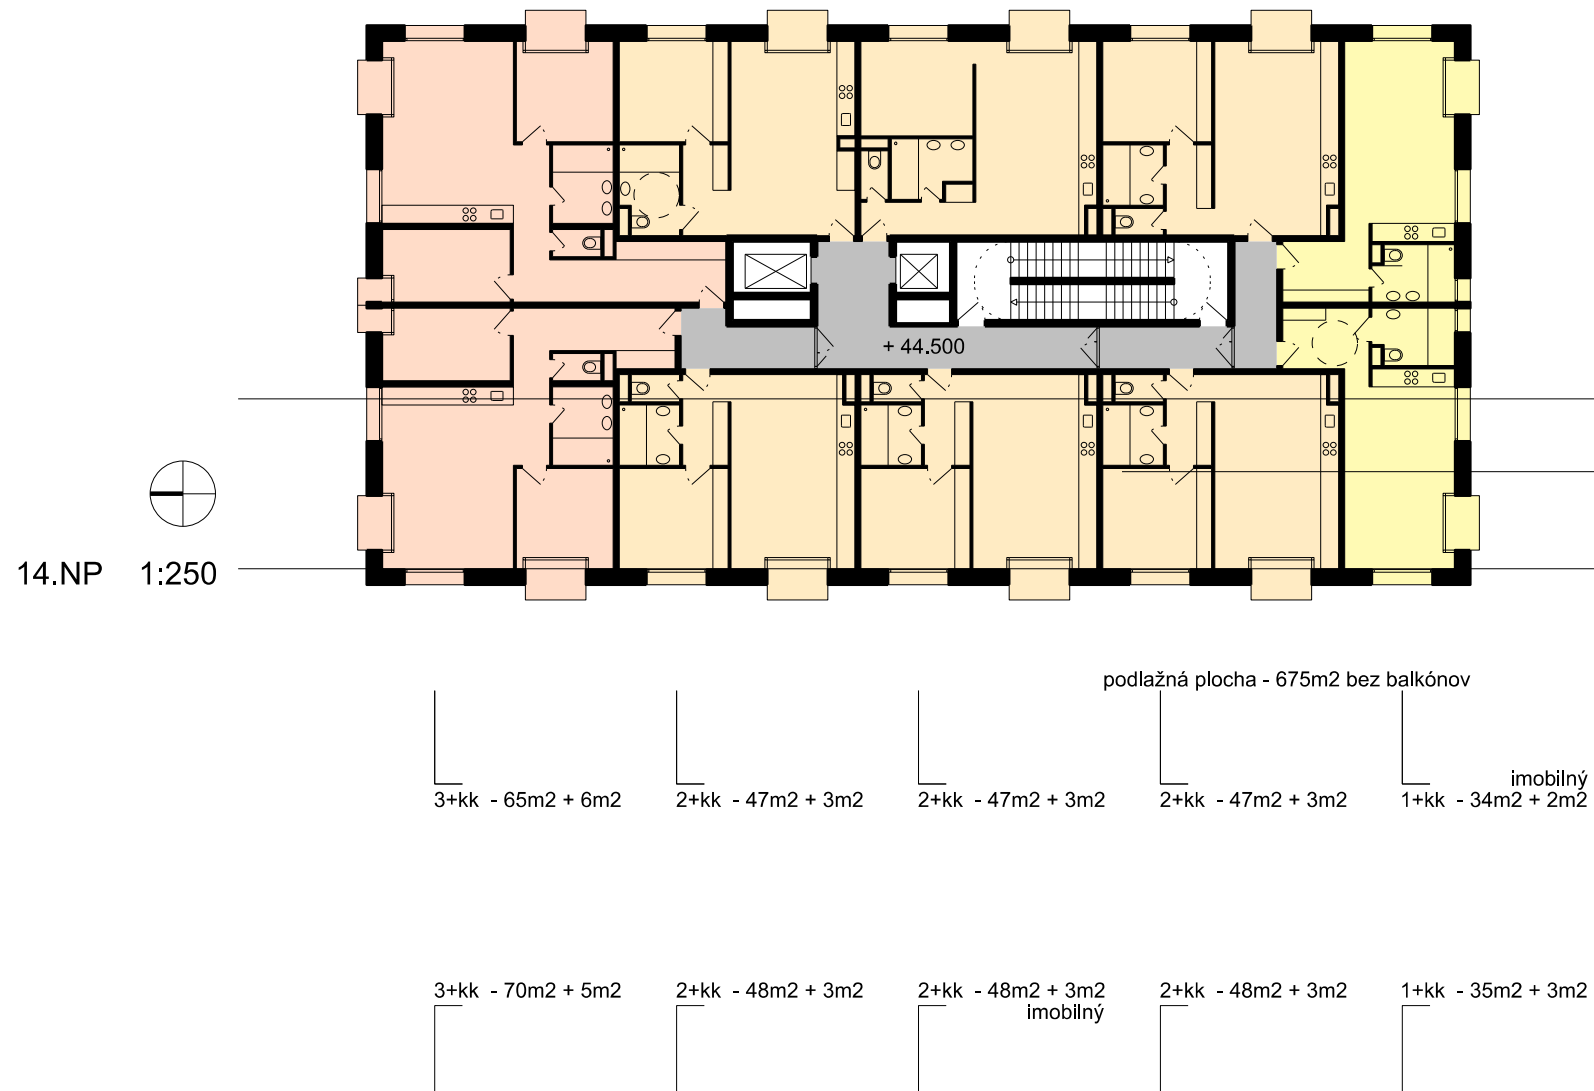 + 44.500
14.NP 1:250
podlažná plocha - 675m2 bez balkónov
imobilný
3+kk - 65m2 + 6m2 2+kk - 47m2 + 3m2 2+kk - 47m2 + 3m2 2+kk - 47m2 + 3m2 1+kk - 34m2 + 2m2
3+kk - 70m2 + 5m2 2+kk - 48m2 + 3m2 2+kk - 48m2 + 3m2 2+kk - 48m2 + 3m2 1+kk - 35m2 + 3m2
imobilný